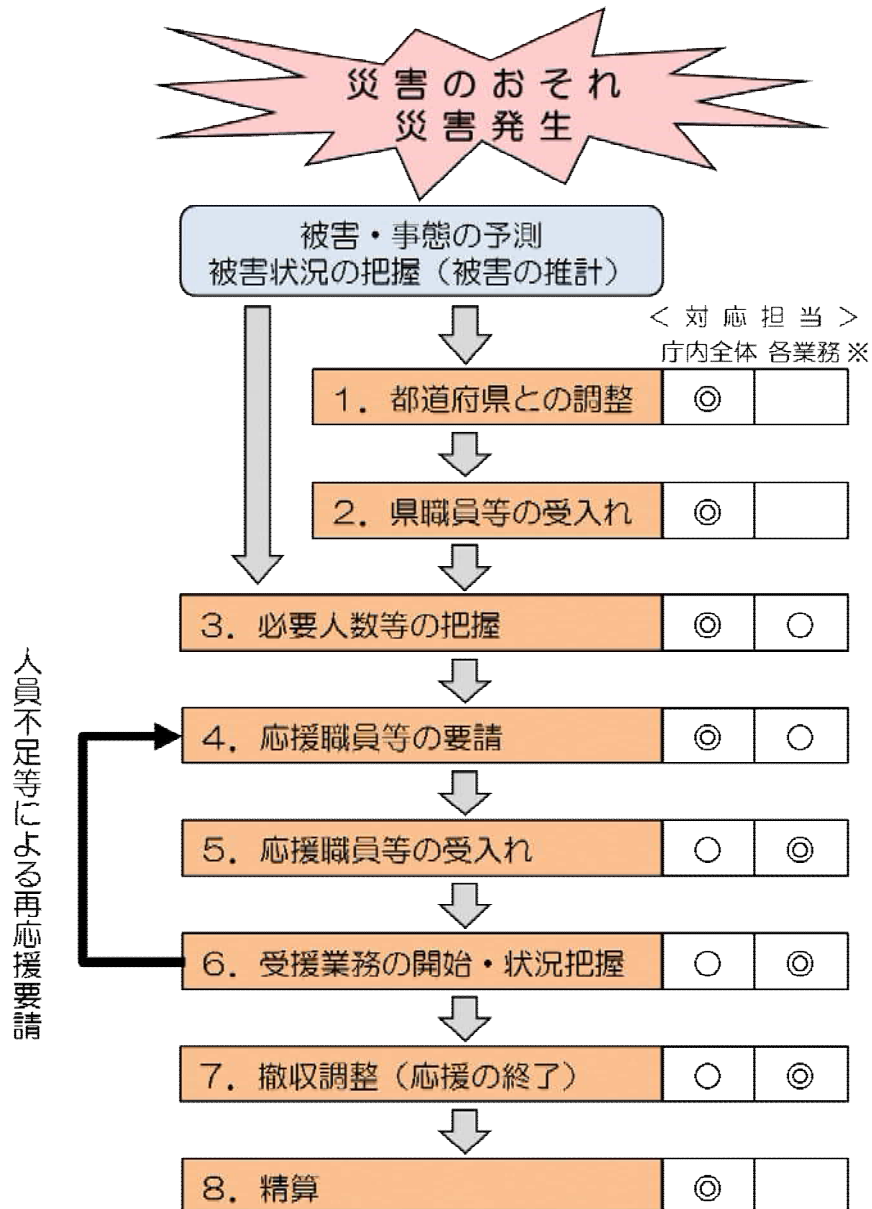 災害のおそれ
災害発生
被害・事態の予測
被害状況の把握（被害の推計）
＜対応担当＞
庁内全体 各業務※
１．都道府県との調整 ◎
２．県職員等の受入れ ◎
３．必要人数等の把握 ◎ ○
４．応援職員等の要請 ◎ ○
５．応援職員等の受入れ ○ ◎
６．受援業務の開始・状況把握 ○ ◎
７．撤収調整（応援の終了） ○ ◎
８．精算 ◎
人員不足等による再応援要請